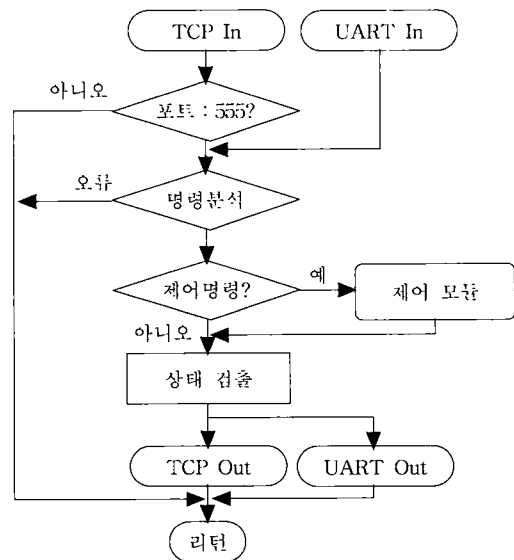 TCP In
UART In
아니오
포트 : 555?
오류
명령분석
제어명령?
예
제어 모듈
아니오
상태 검출
TCP Out
UART Out
리턴